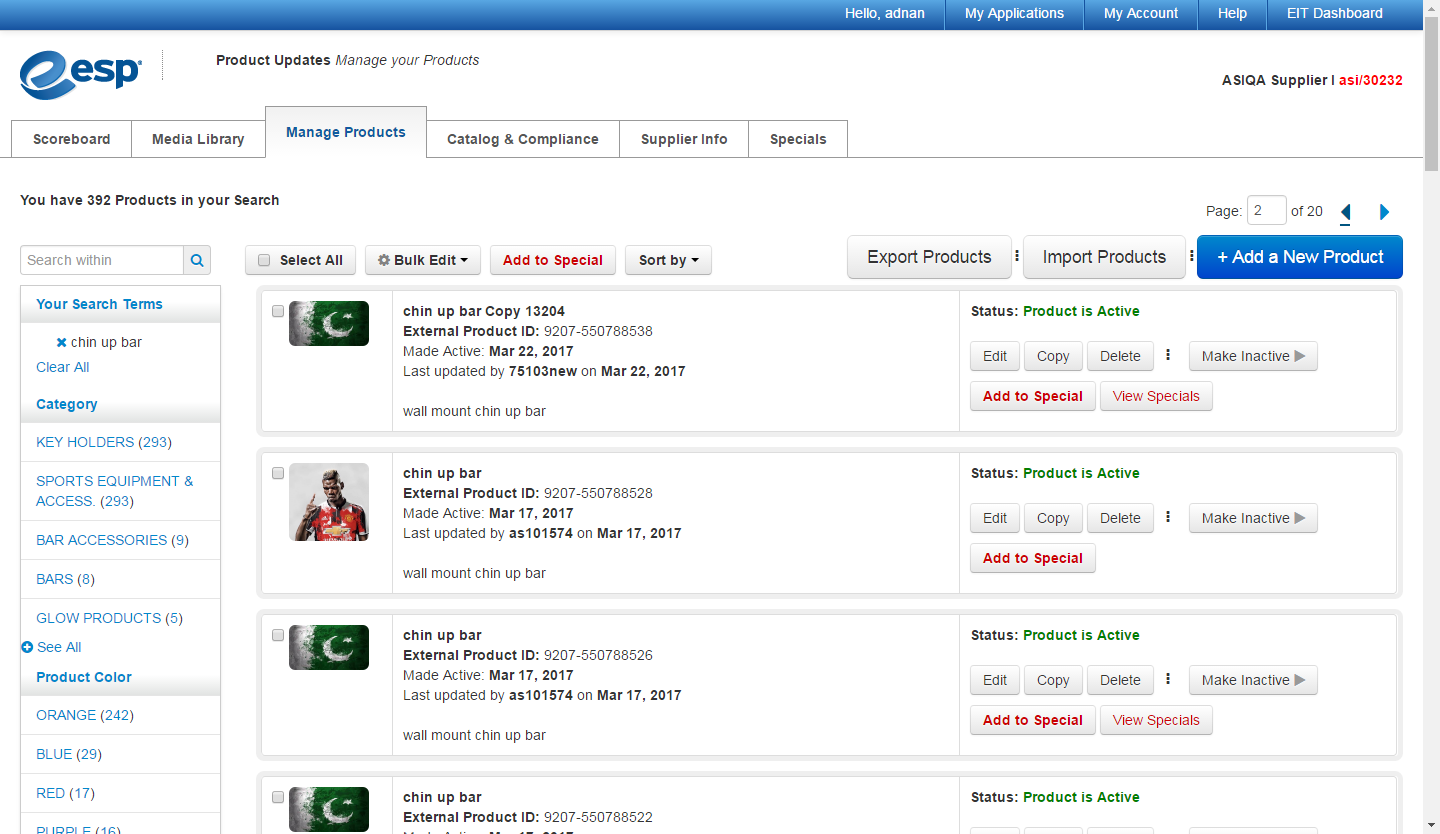 Hello, adnan
My Applications
My Account
Help
EIT Dashboard
esp
Product Updates Manage your Products
ASIQA Supplier | asi/30232
Scoreboard
Media Library
Manage Products
Catalog & Compliance
Supplier Info
Specials
You have 392 Products in your Search
Page: 2 of 20
Search within
Select All
Bulk Edit
Add to Special
Sort by
Export Products
Import Products
+ Add a New Product
Your Search Terms
chin up bar
Clear All
Category
KEY HOLDERS (293)
SPORTS EQUIPMENT &
ACCESS. (293)
BAR ACCESSORIES (9)
BARS (8)
GLOW PRODUCTS (5)
See All
Product Color
ORANGE (242)
BLUE (29)
RED (17)
PURPLE (16)
chin up bar Copy 13204
External Product ID: 9207-550788538
Made Active: Mar 22, 2017
Last updated by 75103new on Mar 22, 2017
wall mount chin up bar
Status: Product is Active
Edit
Copy
Delete
Make Inactive
Add to Special
View Specials
chin up bar
External Product ID: 9207-550788528
Made Active: Mar 17, 2017
Last updated by as101574 on Mar 17, 2017
wall mount chin up bar
Status: Product is Active
Edit
Copy
Delete
Make Inactive
Add to Special
chin up bar
External Product ID: 9207-550788526
Made Active: Mar 17, 2017
Last updated by as101574 on Mar 17, 2017
wall mount chin up bar
Status: Product is Active
Edit
Copy
Delete
Make Inactive
Add to Special
View Specials
chin up bar
External Product ID: 9207-550788522
Made Active: Mar 17, 2017
Status: Product is Active